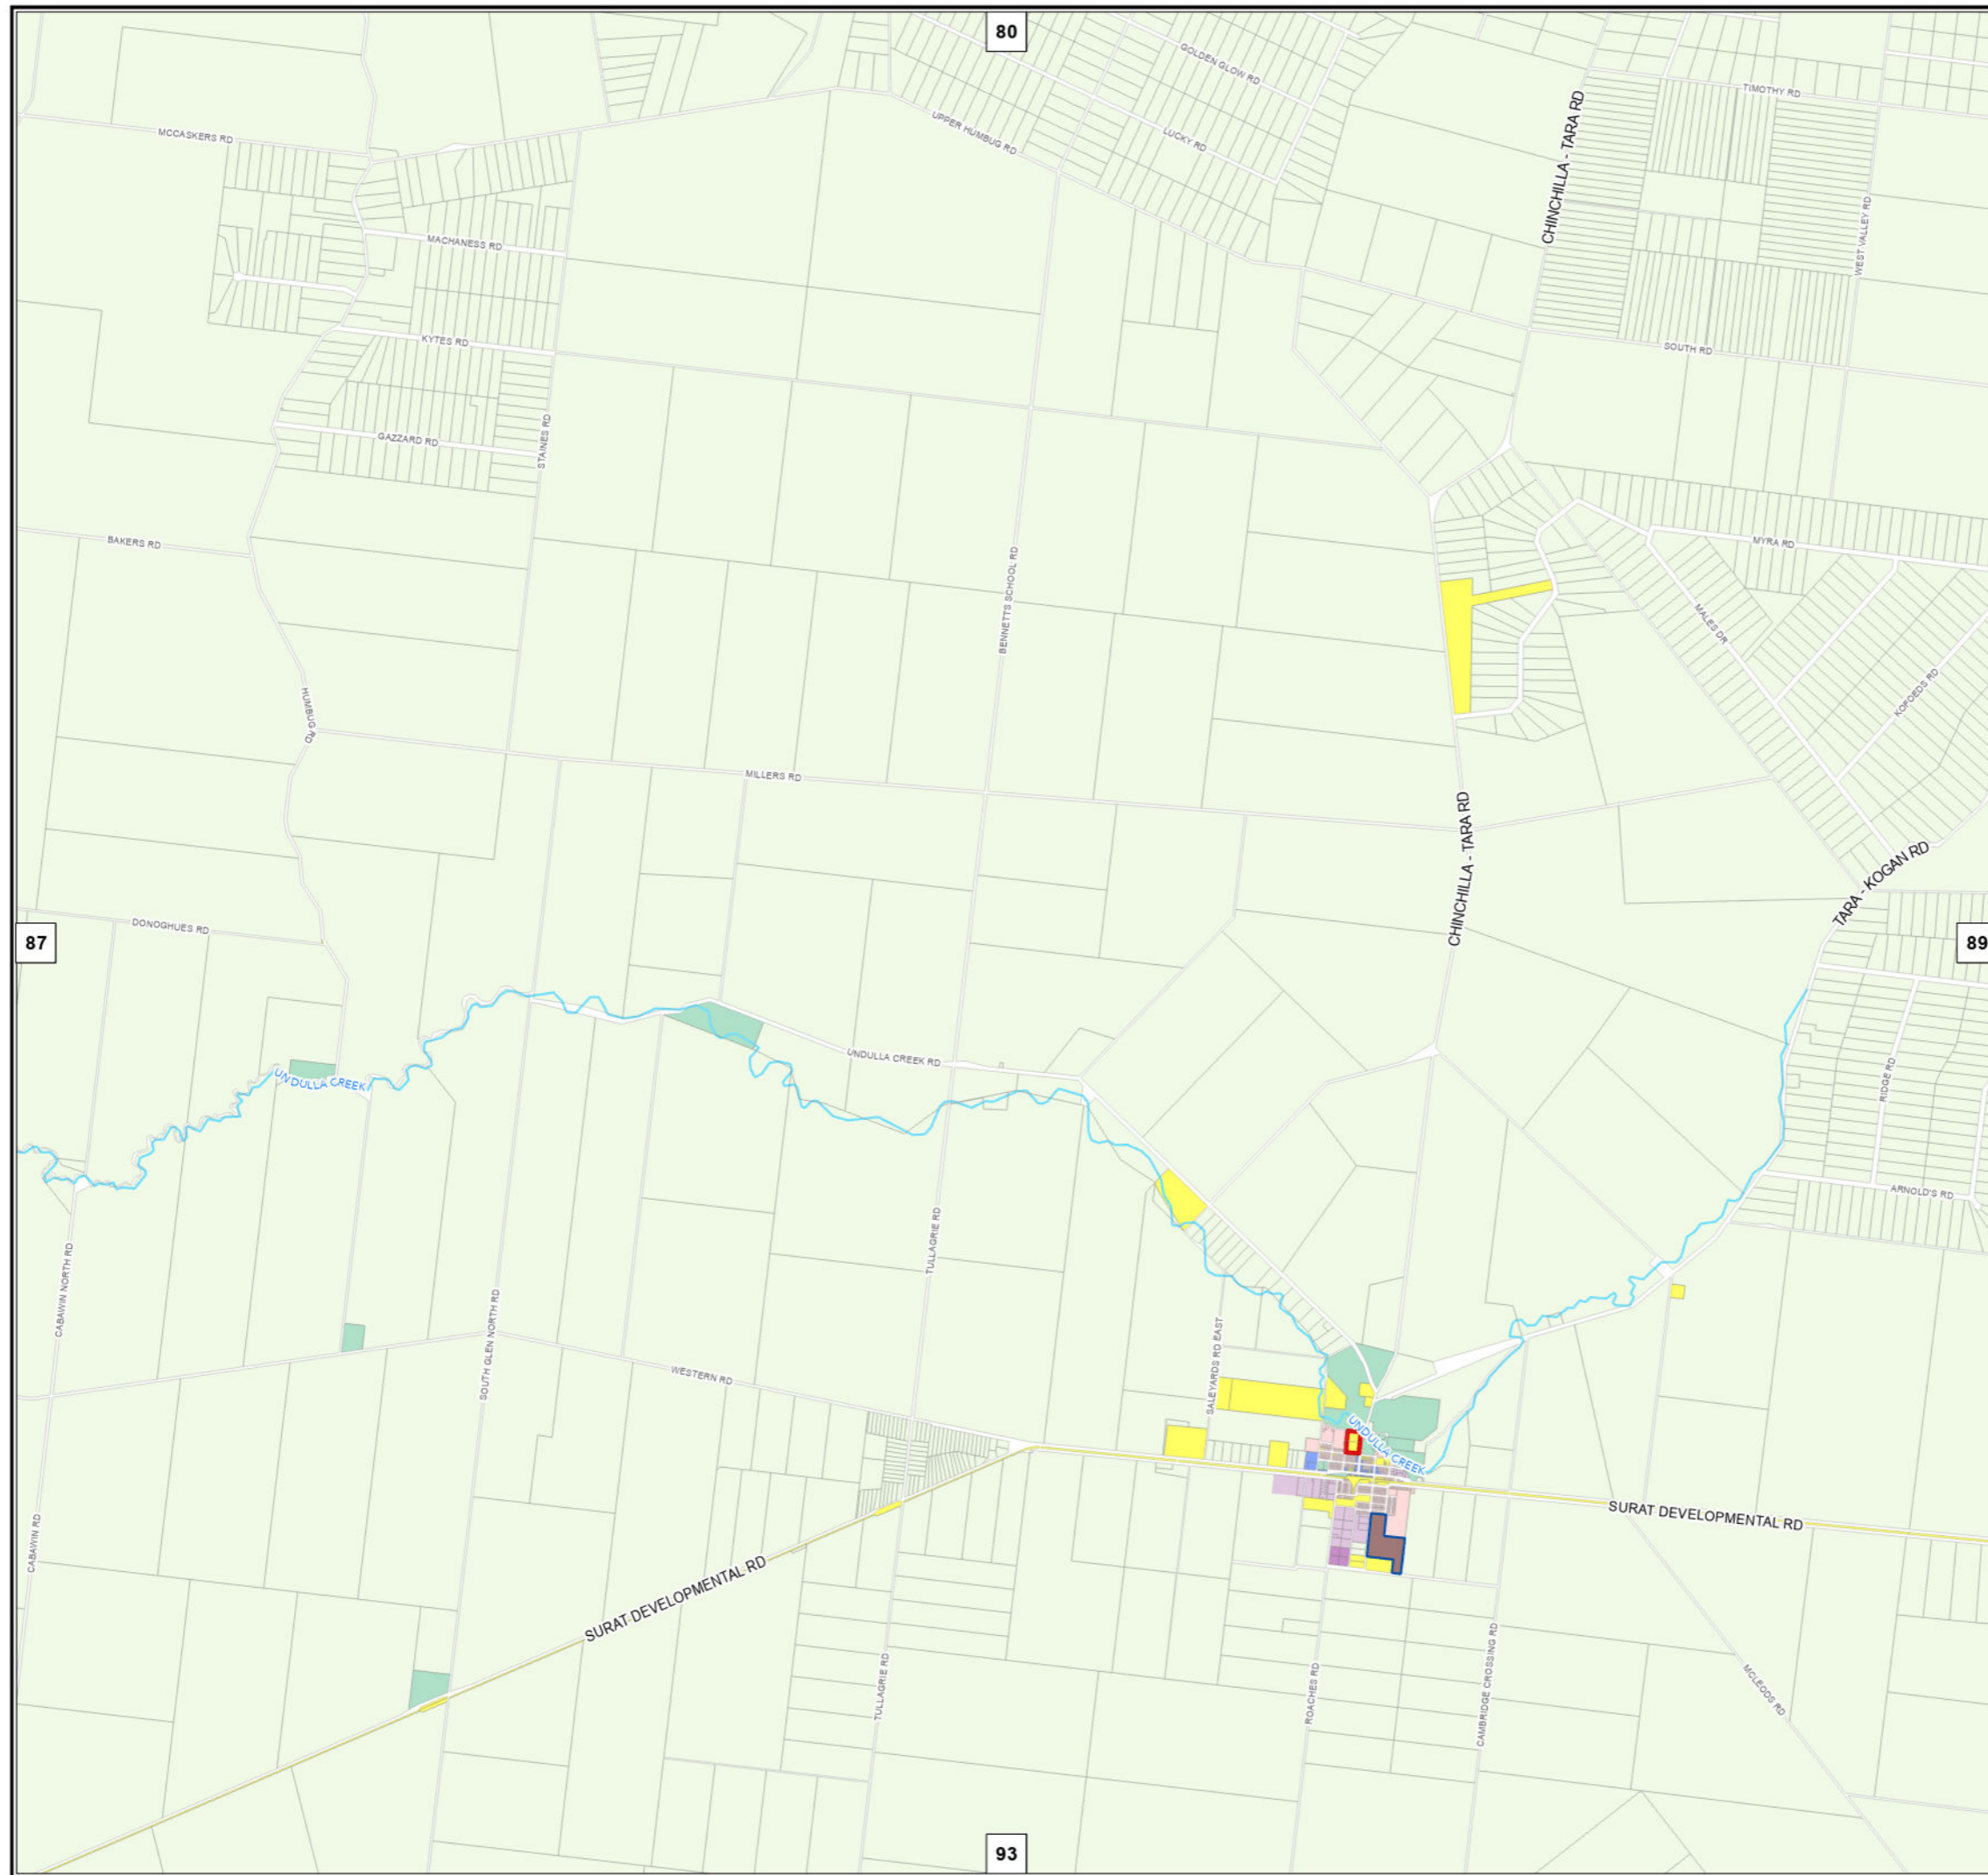 80
GOLDEN GLOW RD
TIMOTHY RD
MCCASKERS RD
UPPER HUMBUG RD
LUCKY RD
CHINCHILLA - TARA RD
WEST VALLEY RD
MACHANESS RD
KYTES RD
SOUTH RD
GAZZARD RD
STAINES RD
BAKERS RD
BENNETTS SCHOOL RD
MYRA RD
MALES DR
KOFOEDS RD
HUMBUG RD
MILLERS RD
CHINCHILLA - TARA RD
TARA - KOGAN RD
DONOGHUES RD
87
89
UNDULLA CREEK RD
UNDULLA CREEK
RIDGE RD
ARNOLD'S RD
CABAWIN NORTH RD
TULLAGRIE RD
SOUTH GLEN NORTH RD
SALEYARDS RD EAST
WESTERN RD
UNDULLA CREEK
CABAWIN RD
SURAT DEVELOPMENTAL RD
SURAT DEVELOPMENTAL RD
TULLAGRIE RD
ROACHES RD
CAMBRIDGE CROSSING RD
MCLEODS RD
93